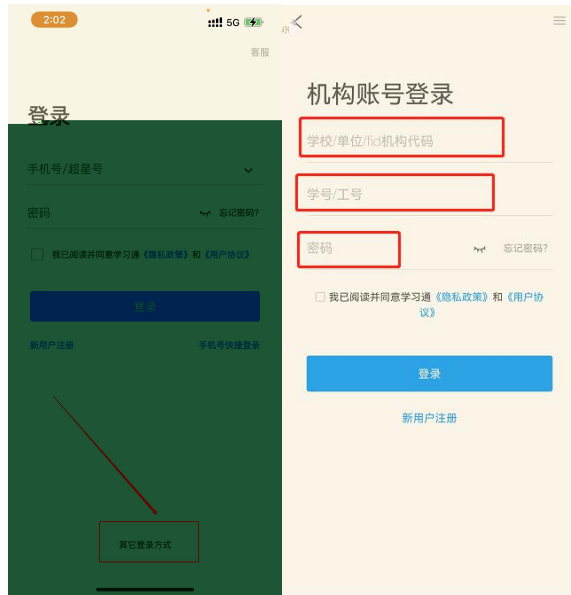 2:02
5G
客服
登录
手机号/超星号
密码
忘记密码?
我已阅读并同意学习通《隐私政策》和《用户协议》
登录
新用户注册
手机号快捷登录
其它登录方式
机构账号登录
学校/单位/fid机构代码
学号/工号
密码
忘记密码?
我已阅读并同意学习通《隐私政策》和《用户协
议》
登录
新用户注册